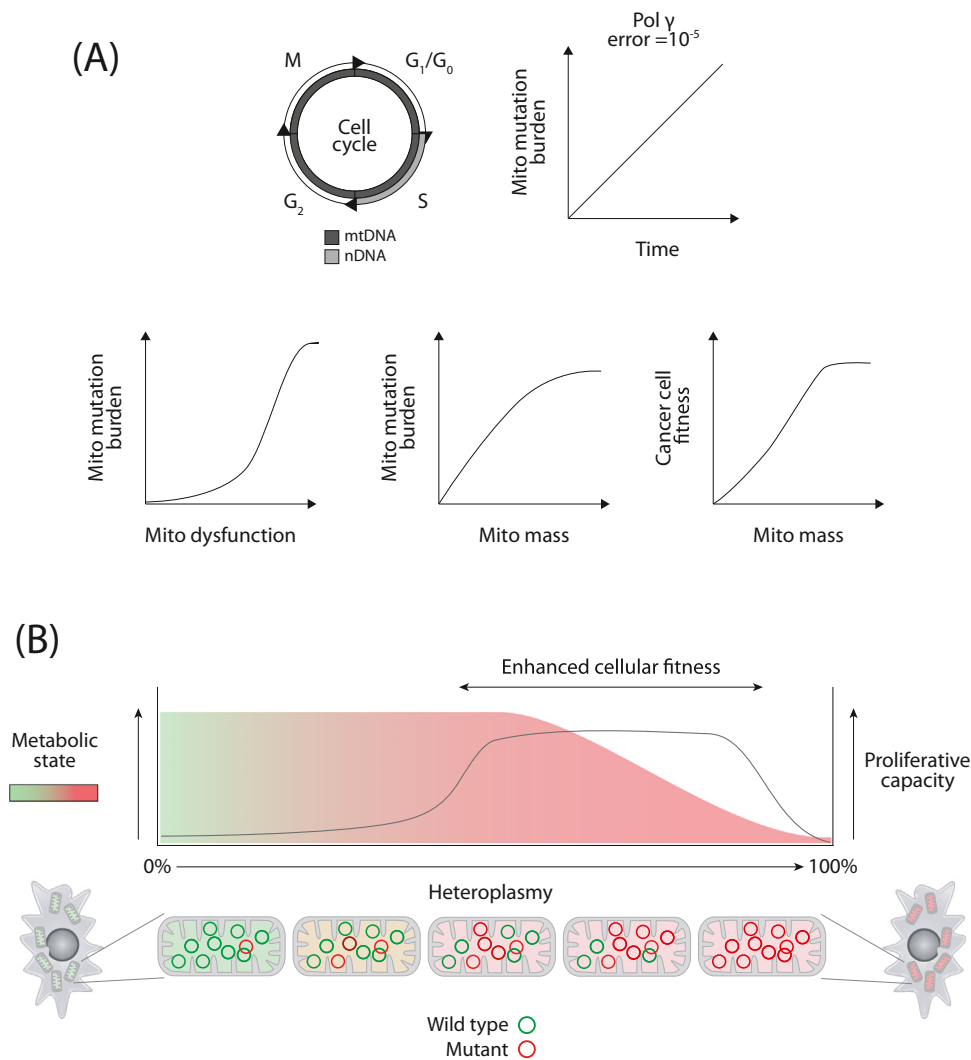 (A)
M
G1/G0
Cell
cycle
G2
S
mtDNA
nDNA
Pol γ
error =10-5
Mito mutation
burden
Time
Mito mutation
burden
Mito dysfunction
Mito mutation
burden
Mito mass
Cancer cell
fitness
Mito mass
(B)
Enhanced cellular fitness
Metabolic
state
Proliferative
capacity
0%
100%
Heteroplasmy
Wild type
Mutant